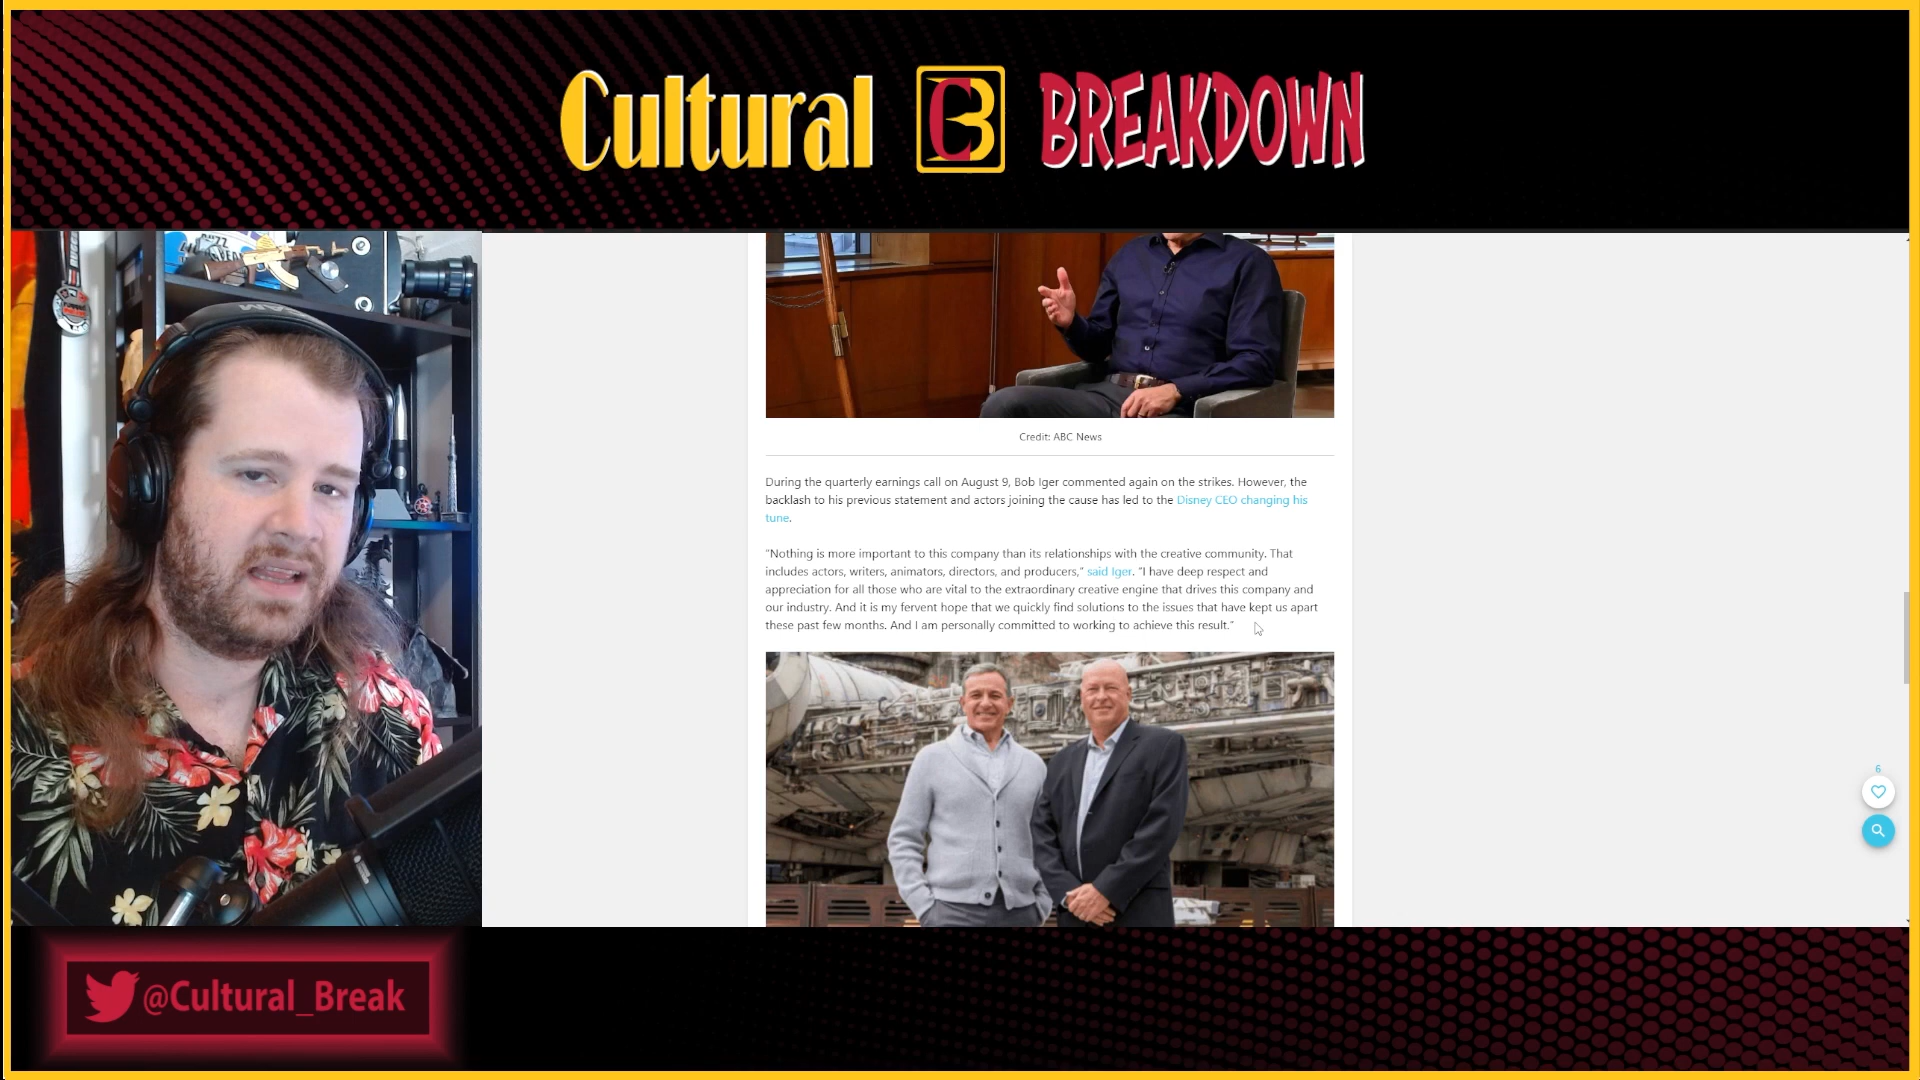 Cultural CB BREAKDOWN
Credit: ABC News
During the quarterly earnings call on August 9, Bob Iger commented again on the strikes. However, the
backlash to his previous statement and actors joining the cause has led to the Disney CEO changing his
tune.
“Nothing is more important to this company than its relationships with the creative community. That
includes actors, writers, animators, directors, and producers,” said Iger. “I have deep respect and
appreciation for all those who are vital to the extraordinary creative engine that drives this company and
our industry. And it is my fervent hope that we quickly find solutions to the issues that have kept us apart
these past few months. And I am personally committed to working to achieve this result.”
6
@Cultural_Break